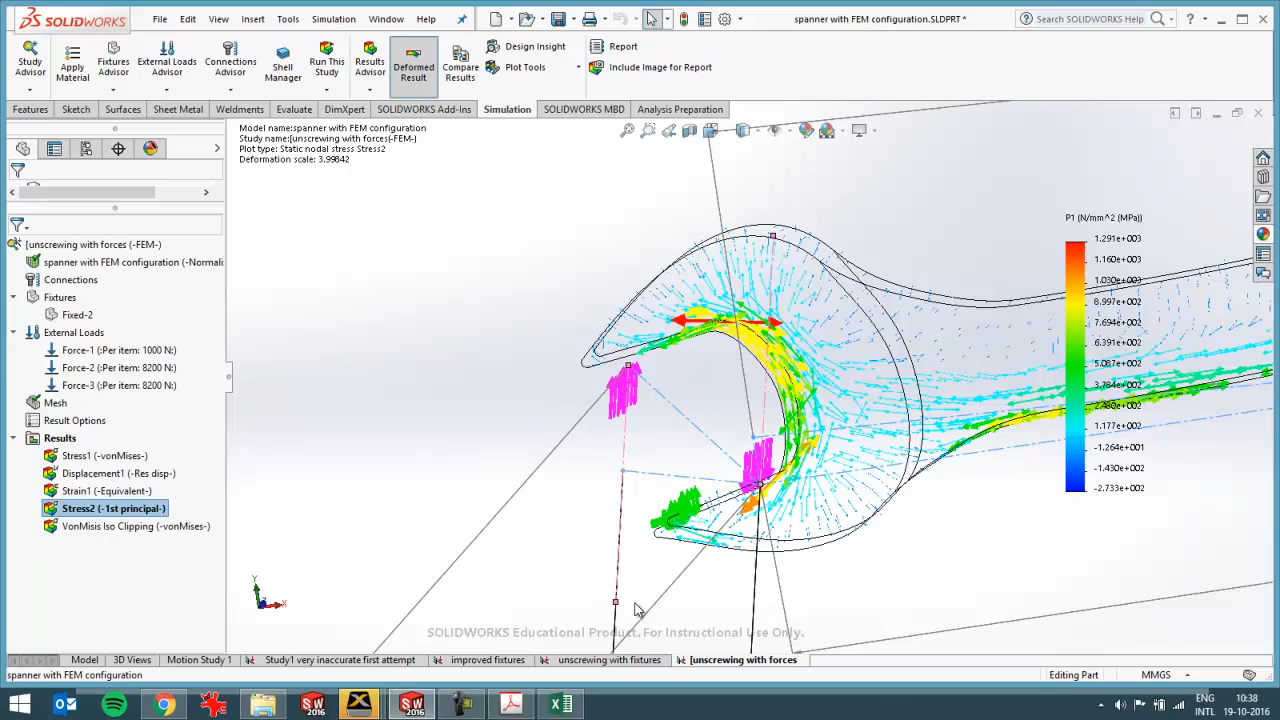 SOLIDWORKS
File Edit View Insert Tools Simulation Window Help
spanner with FEM configuration.SLDPRT *
Search SOLIDWORKS Help
Study Advisor
Apply Material
Fixtures Advisor
External Loads Advisor
Connections Advisor
Shell Manager
Run This Study
Results Advisor
Deformed Result
Compare Results
Design Insight
Plot Tools
Report
Include Image for Report
Features Sketch Surfaces Sheet Metal Weldments Evaluate DimXpert SOLIDWORKS Add-Ins Simulation SOLIDWORKS MBD Analysis Preparation
Model name:spanner with FEM configuration
Study name:[unscrewing with forces(-FEM-)
Plot type: Static nodal stress Stress2
Deformation scale: 3.99842
[unscrewing with forces (-FEM-)
spanner with FEM configuration (-Normali
Connections
Fixtures
Fixed-2
External Loads
Force-1 (:Per item: 1000 N:)
Force-2 (:Per item: 8200 N:)
Force-3 (:Per item: 8200 N:)
Mesh
Result Options
Results
Stress1 (-vonMises-)
Displacement1 (-Res disp-)
Strain1 (-Equivalent-)
Stress2 (-1st principal-)
VonMisis Iso Clipping (-vonMises-)
P1 (N/mm^2 (MPa))
1.291e+003
1.160e+003
1.030e+003
8.997e+002
7.694e+002
3.784e+002
1.177e+002
-1.264e+001
-1.430e+002
-2.733e+002
Y
X
SOLIDWORKS Educational Product. For Instructional Use Only.
Model 3D Views Motion Study 1 Study1 very inaccurate first attempt improved fixtures unscrewing with fixtures [unscrewing with forces
spanner with FEM configuration
Editing Part
MMGS
SW 2016
SW 2016
ENG
INTL
10:38
19-10-2016